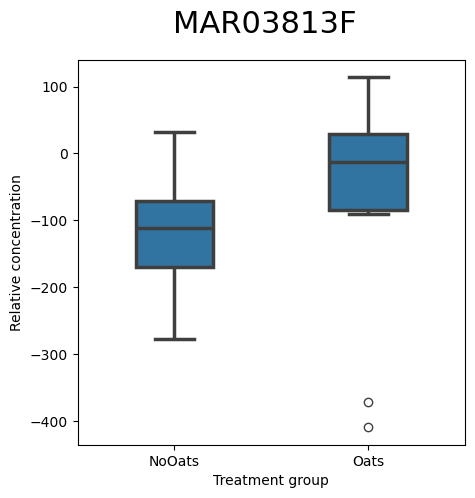 MAR03813F
100
0
−100
−200
−300
−400
Relative concentration
NoOats
Oats
Treatment group